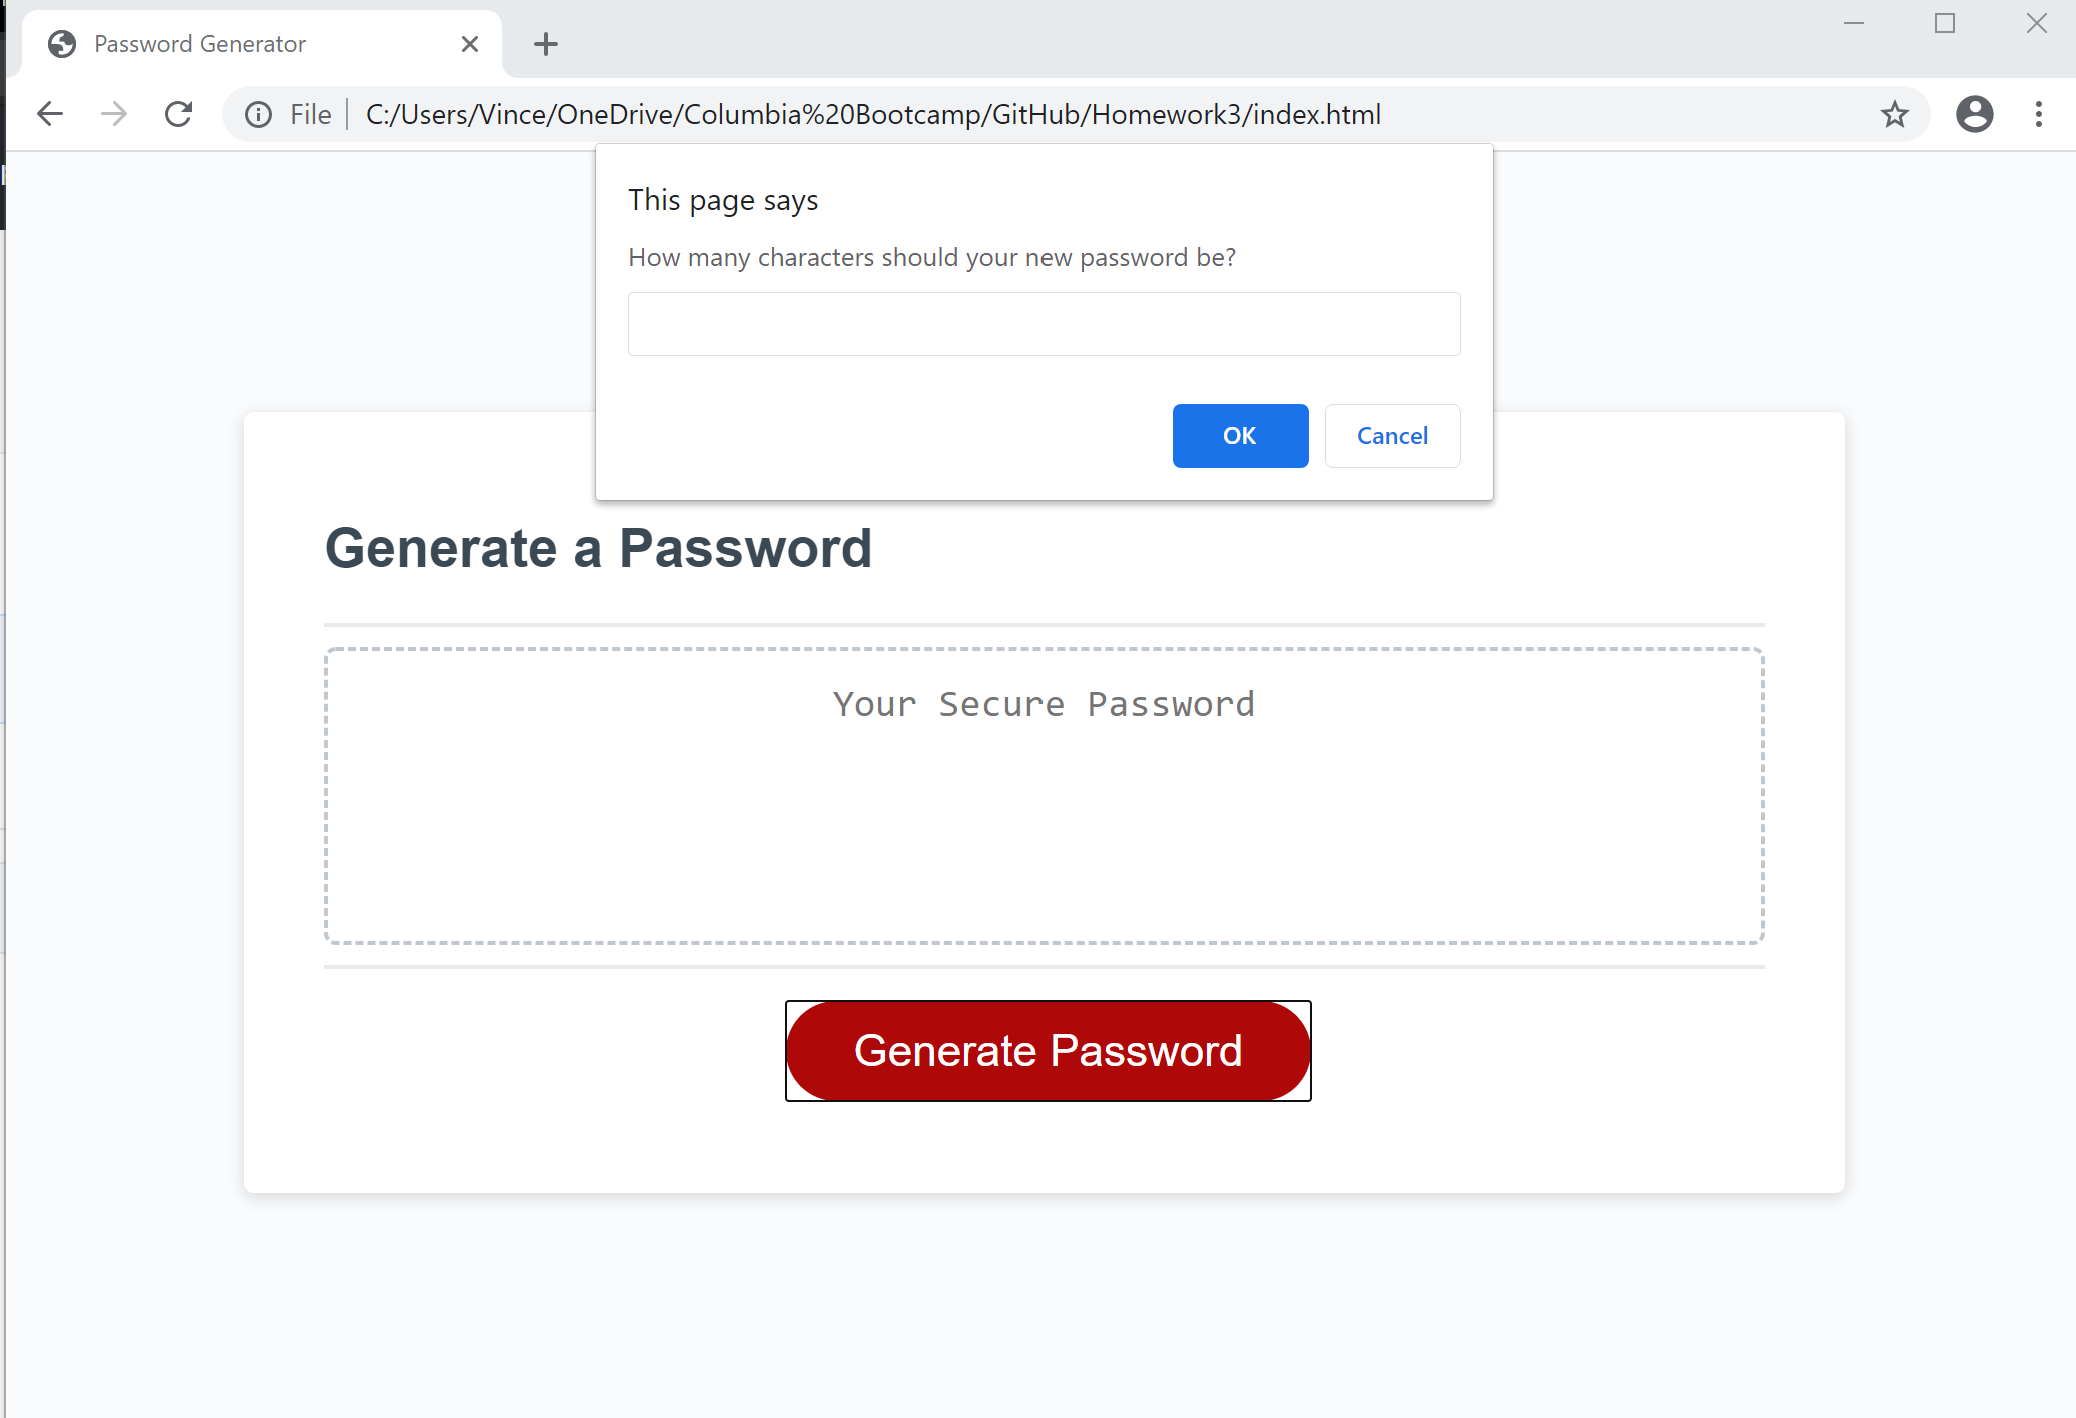 Password Generator
File
C:/Users/Vince/OneDrive/Columbia%20Bootcamp/GitHub/Homework3/index.html
This page says
How many characters should your new password be?
OK
Cancel
Generate a Password
Your Secure Password
Generate Password